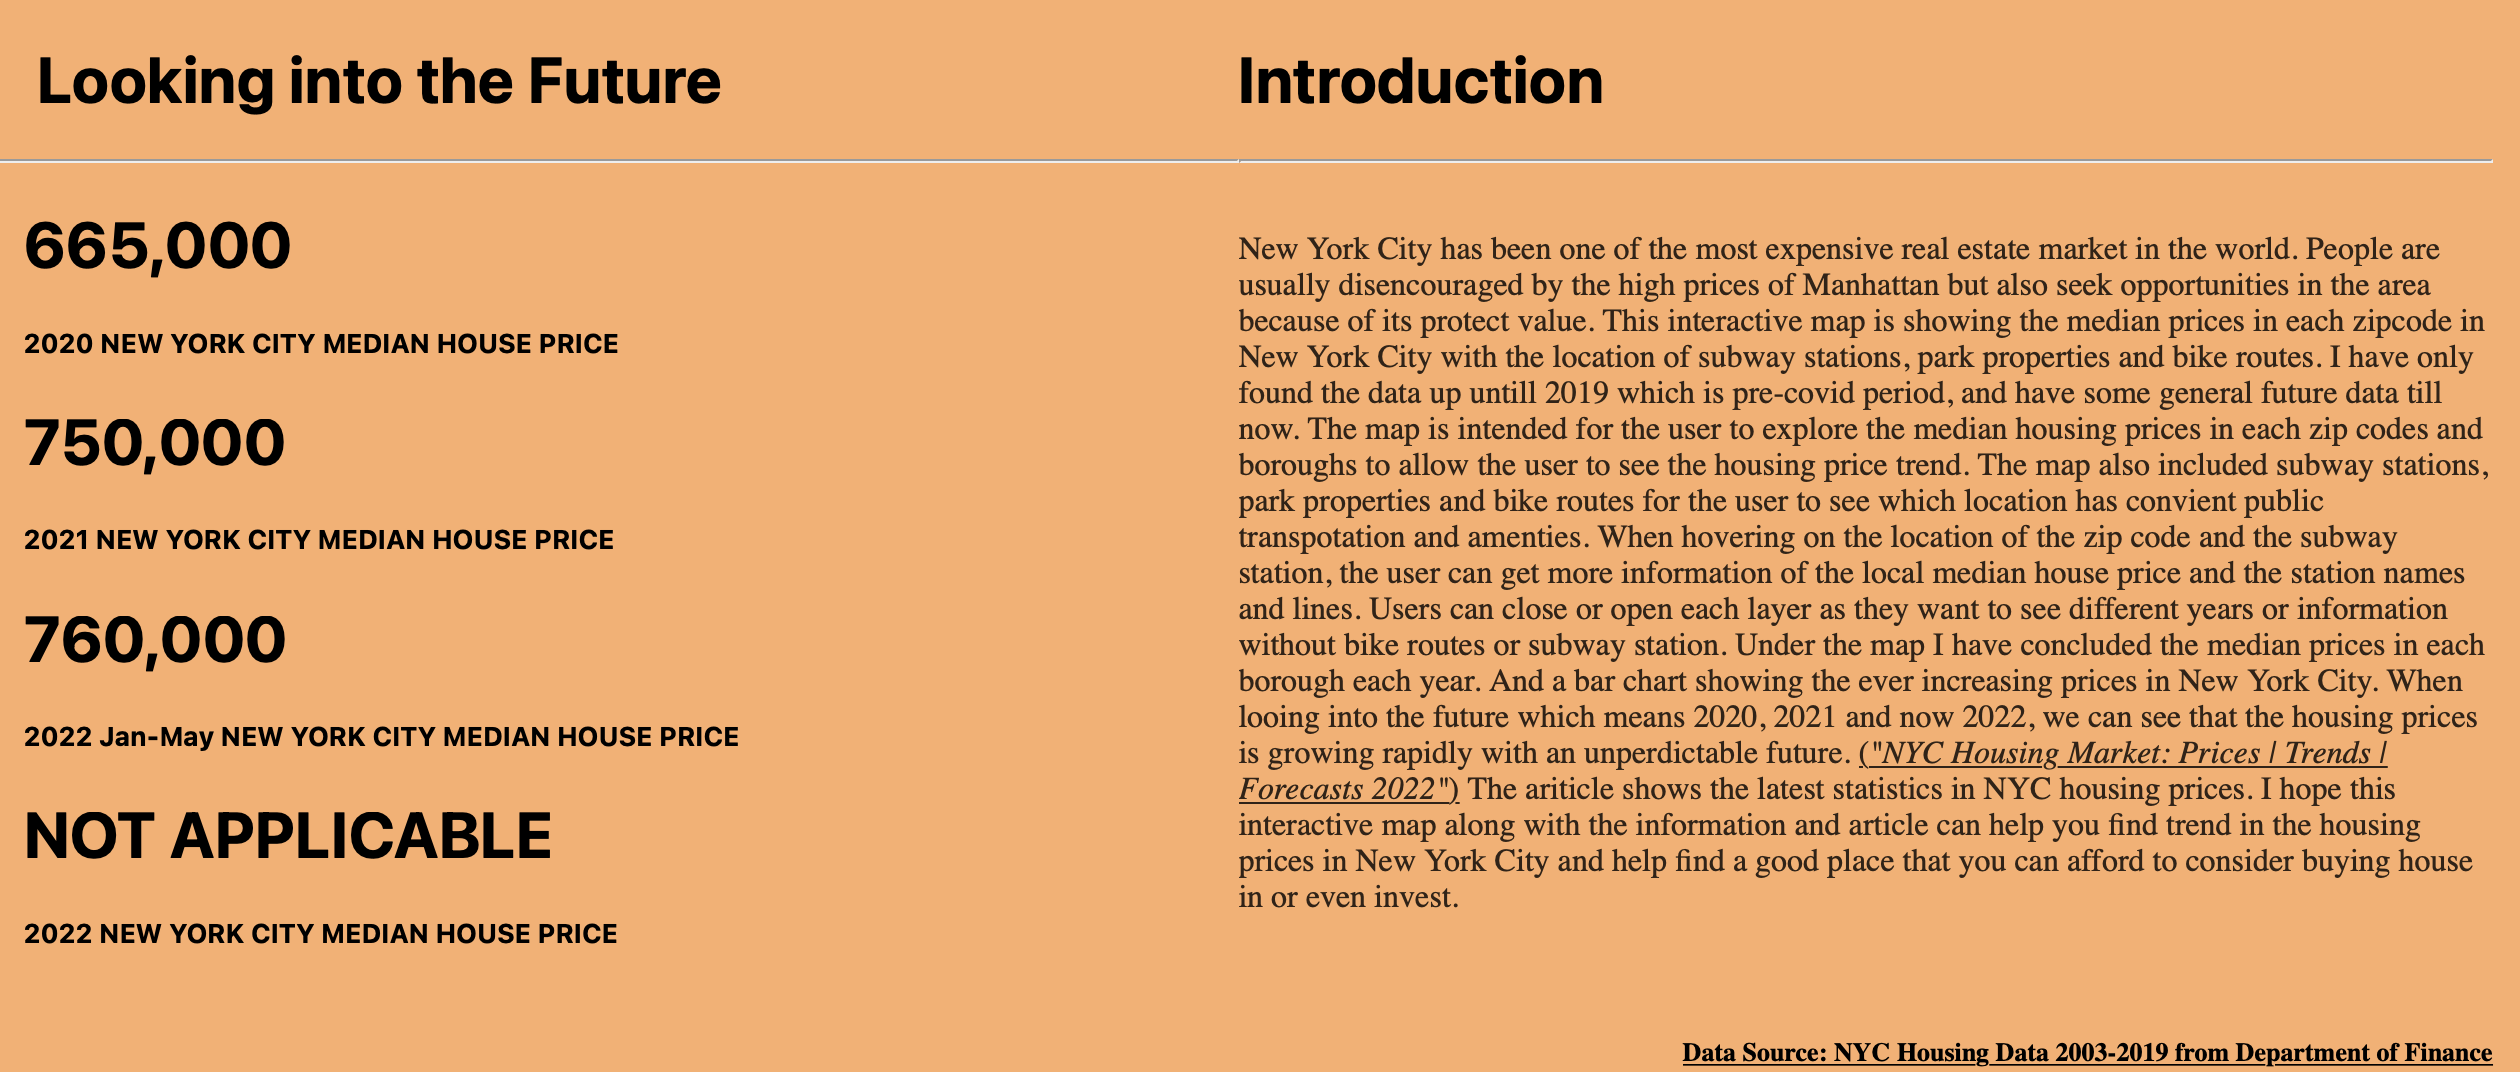 Looking into the Future
665,000
2020 NEW YORK CITY MEDIAN HOUSE PRICE
750,000
2021 NEW YORK CITY MEDIAN HOUSE PRICE
760,000
2022 Jan-May NEW YORK CITY MEDIAN HOUSE PRICE
NOT APPLICABLE
2022 NEW YORK CITY MEDIAN HOUSE PRICE
Introduction
New York City has been one of the most expensive real estate market in the world. People are
usually disencouraged by the high prices of Manhattan but also seek opportunities in the area
because of its protect value. This interactive map is showing the median prices in each zipcode in
New York City with the location of subway stations, park properties and bike routes. I have only
found the data up untill 2019 which is pre-covid period, and have some general future data till
now. The map is intended for the user to explore the median housing prices in each zip codes and
boroughs to allow the user to see the housing price trend. The map also included subway stations,
park properties and bike routes for the user to see which location has convient public
transpotation and amenties. When hovering on the location of the zip code and the subway
station, the user can get more information of the local median house price and the station names
and lines. Users can close or open each layer as they want to see different years or information
without bike routes or subway station. Under the map I have concluded the median prices in each
borough each year. And a bar chart showing the ever increasing prices in New York City. When
looing into the future which means 2020, 2021 and now 2022, we can see that the housing prices
is growing rapidly with an unperdictable future. ("NYC Housing Market: Prices | Trends |
Forecasts 2022") The ariticle shows the latest statistics in NYC housing prices. I hope this
interactive map along with the information and article can help you find trend in the housing
prices in New York City and help find a good place that you can afford to consider buying house
in or even invest.
Data Source: NYC Housing Data 2003-2019 from Department of Finance